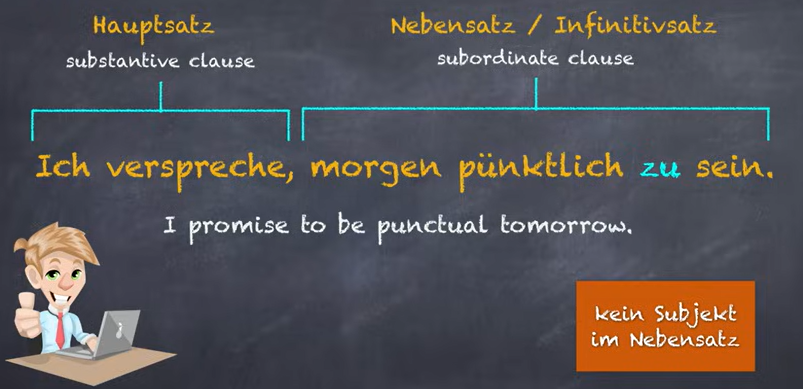 Hauptsatz
Nebensatz / Infinitivsatz
substantive clause
subordinate clause
Ich verspreche, morgen pünktlich zu sein.
I promise to be punctual tomorrow.
kein Subjekt
im Nebensatz